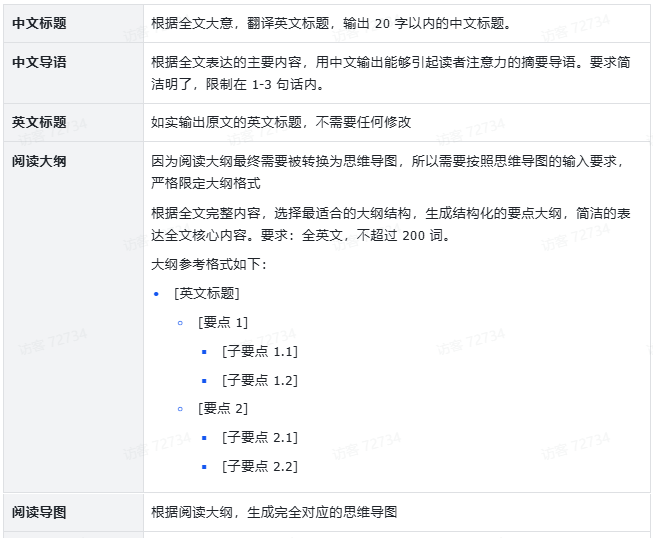 中文标题
根据全文大意，翻译英文标题，输出 20 字以内的中文标题。
中文导语
根据全文表达的主要内容，用中文输出能够引起读者注意力的摘要导语。要求简
洁明了，限制在 1-3 句话内。
英文标题
如实输出原文的英文标题，不需要任何修改
阅读大纲
因为阅读大纲最终需要被转换为思维导图，所以需要按照思维导图的输入要求，
严格限定大纲格式
根据全文完整内容，选择最适合的大纲结构，生成结构化的要点大纲，简洁的表
达全文核心内容。要求：全英文，不超过 200 词。
大纲参考格式如下：
• [英文标题]
◦ [要点 1]
▪ [子要点 1.1]
▪ [子要点 1.2]
◦ [要点 2]
▪ [子要点 2.1]
▪ [子要点 2.2]
阅读导图
根据阅读大纲，生成完全对应的思维导图
访客 72734